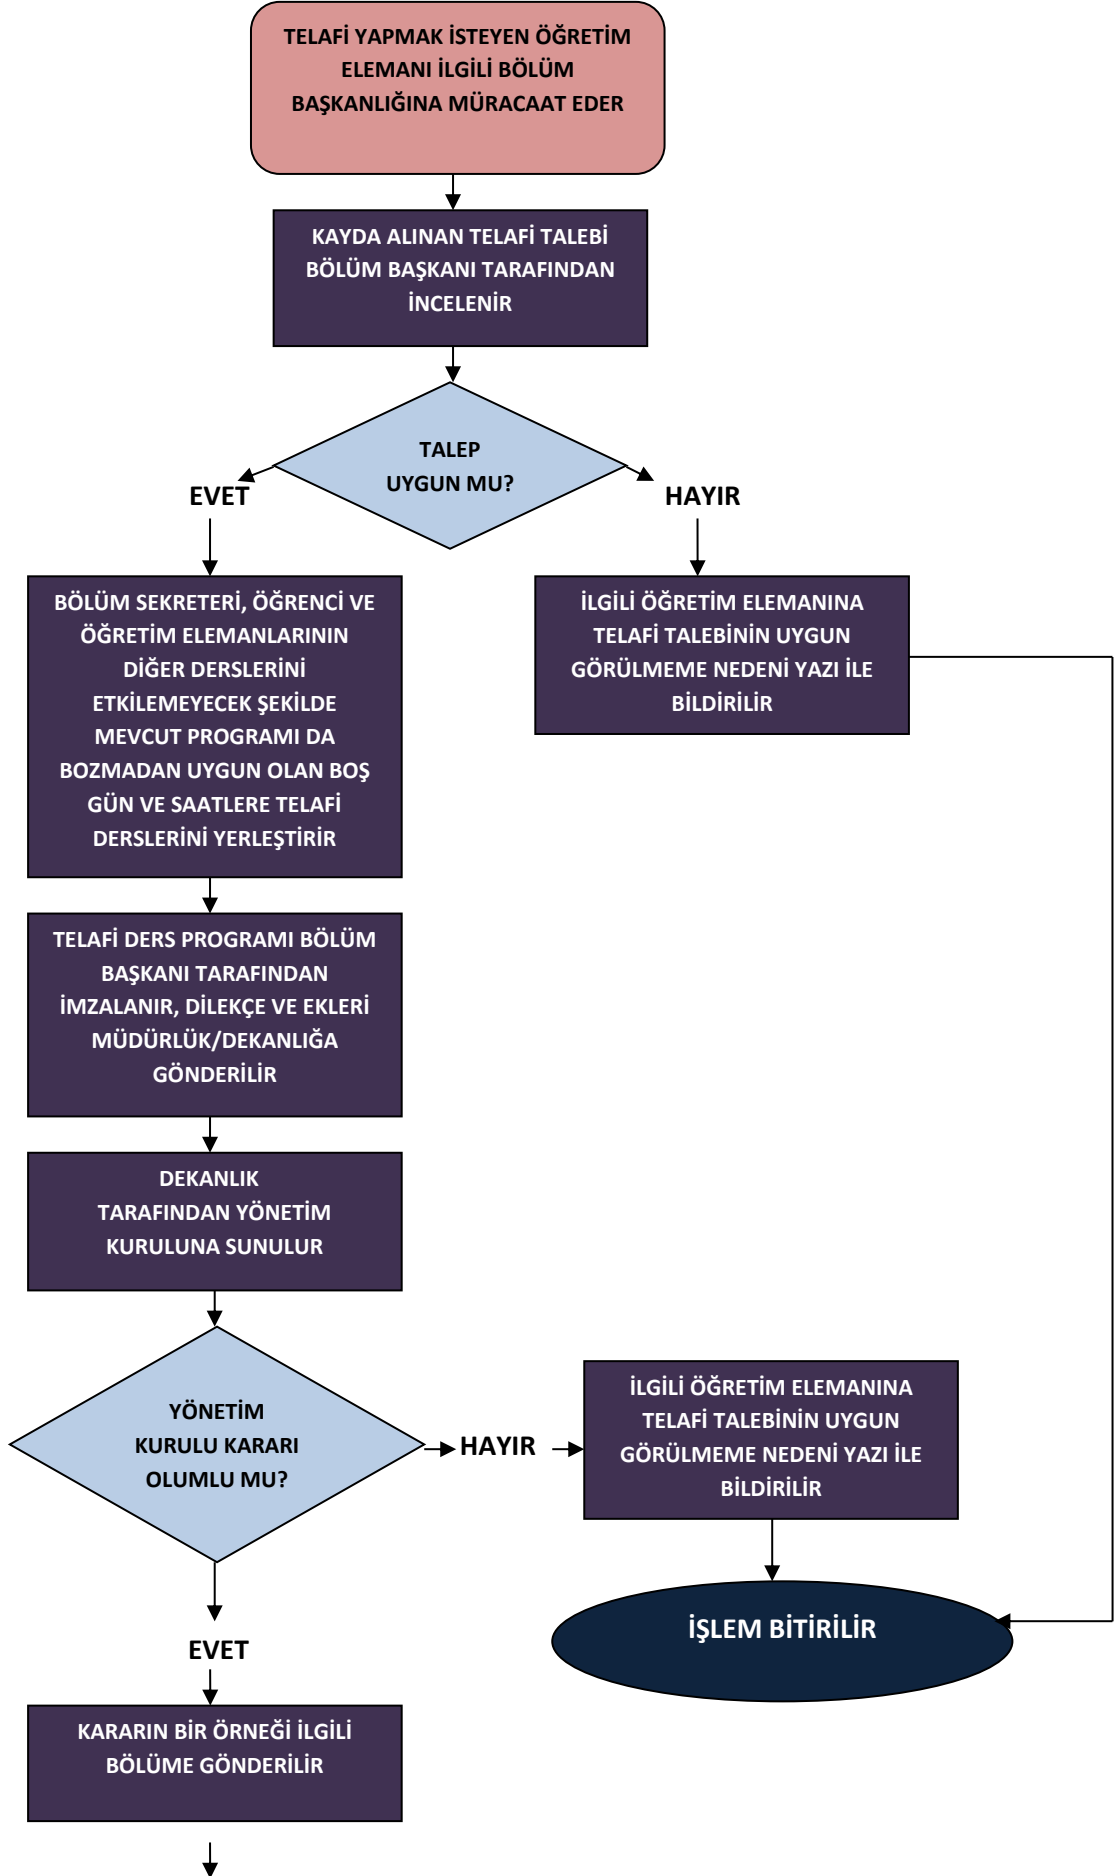 TELAFİ YAPMAK İSTEYEN ÖĞRETİM
ELEMANI İLGİLİ BÖLÜM
BAŞKANLIĞINA MÜRACAAT EDER
KAYDA ALINAN TELAFİ TALEBİ
BÖLÜM BAŞKANI TARAFINDAN
İNCELENİR
TALEP
UYGUN MU?
EVET
HAYIR
BÖLÜM SEKRETERİ, ÖĞRENCİ VE
ÖĞRETİM ELEMANLARININ
DİĞER DERSLERİNİ
ETKİLEMEYECEK ŞEKİLDE
MEVCUT PROGRAMI DA
BOZMADAN UYGUN OLAN BOŞ
GÜN VE SAATLERE TELAFİ
DERSLERİNİ YERLEŞTİRİR
İLGİLİ ÖĞRETİM ELEMANINA
TELAFİ TALEBİNİN UYGUN
GÖRÜLMEME NEDENİ YAZI İLE
BİLDİRİLİR
TELAFİ DERS PROGRAMI BÖLÜM
BAŞKANI TARAFINDAN
İMZALANIR, DİLEKÇE VE EKLERİ
MÜDÜRLÜK/DEKANLIĞA
GÖNDERİLİR
DEKANLIK
TARAFINDAN YÖNETİM
KURULUNA SUNULUR
YÖNETİM
KURULU KARARI
OLUMLU MU?
HAYIR
İLGİLİ ÖĞRETİM ELEMANINA
TELAFİ TALEBİNİN UYGUN
GÖRÜLMEME NEDENİ YAZI İLE
BİLDİRİLİR
İŞLEM BİTİRİLİR
EVET
KARARIN BİR ÖRNEĞİ İLGİLİ
BÖLÜME GÖNDERİLİR